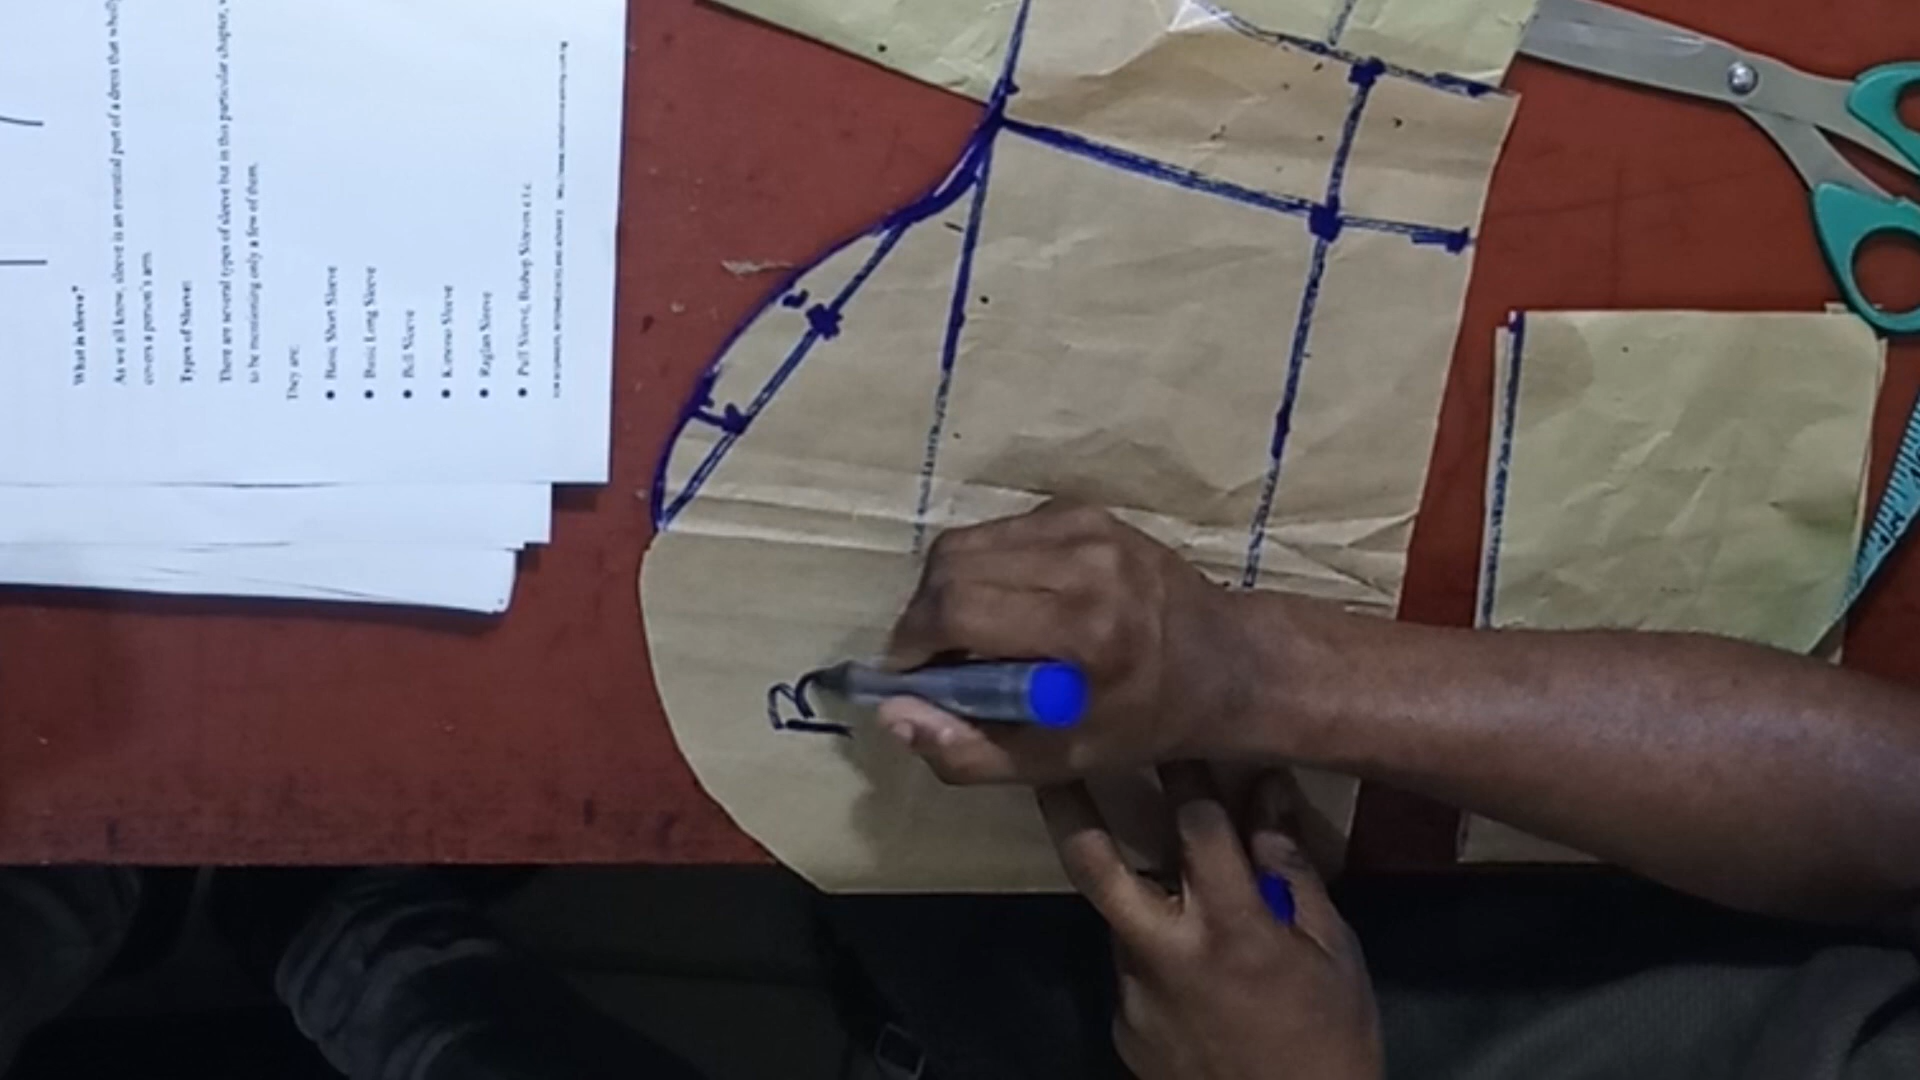 What is sleeve?
As we all know, sleeve is an essential part of a dress that wholly
covers a person's arm.
Types of Sleeve:
There are several types of sleeve but in this particular chapter,
to be mentioning only a few of them.
They are:
• Basic Short Sleeve
• Basic Long Sleeve
• Bell Sleeve
• Kimono Sleeve
• Raglan Sleeve
• Puff Sleeve, Bishop Sleeves e.t.c.
B